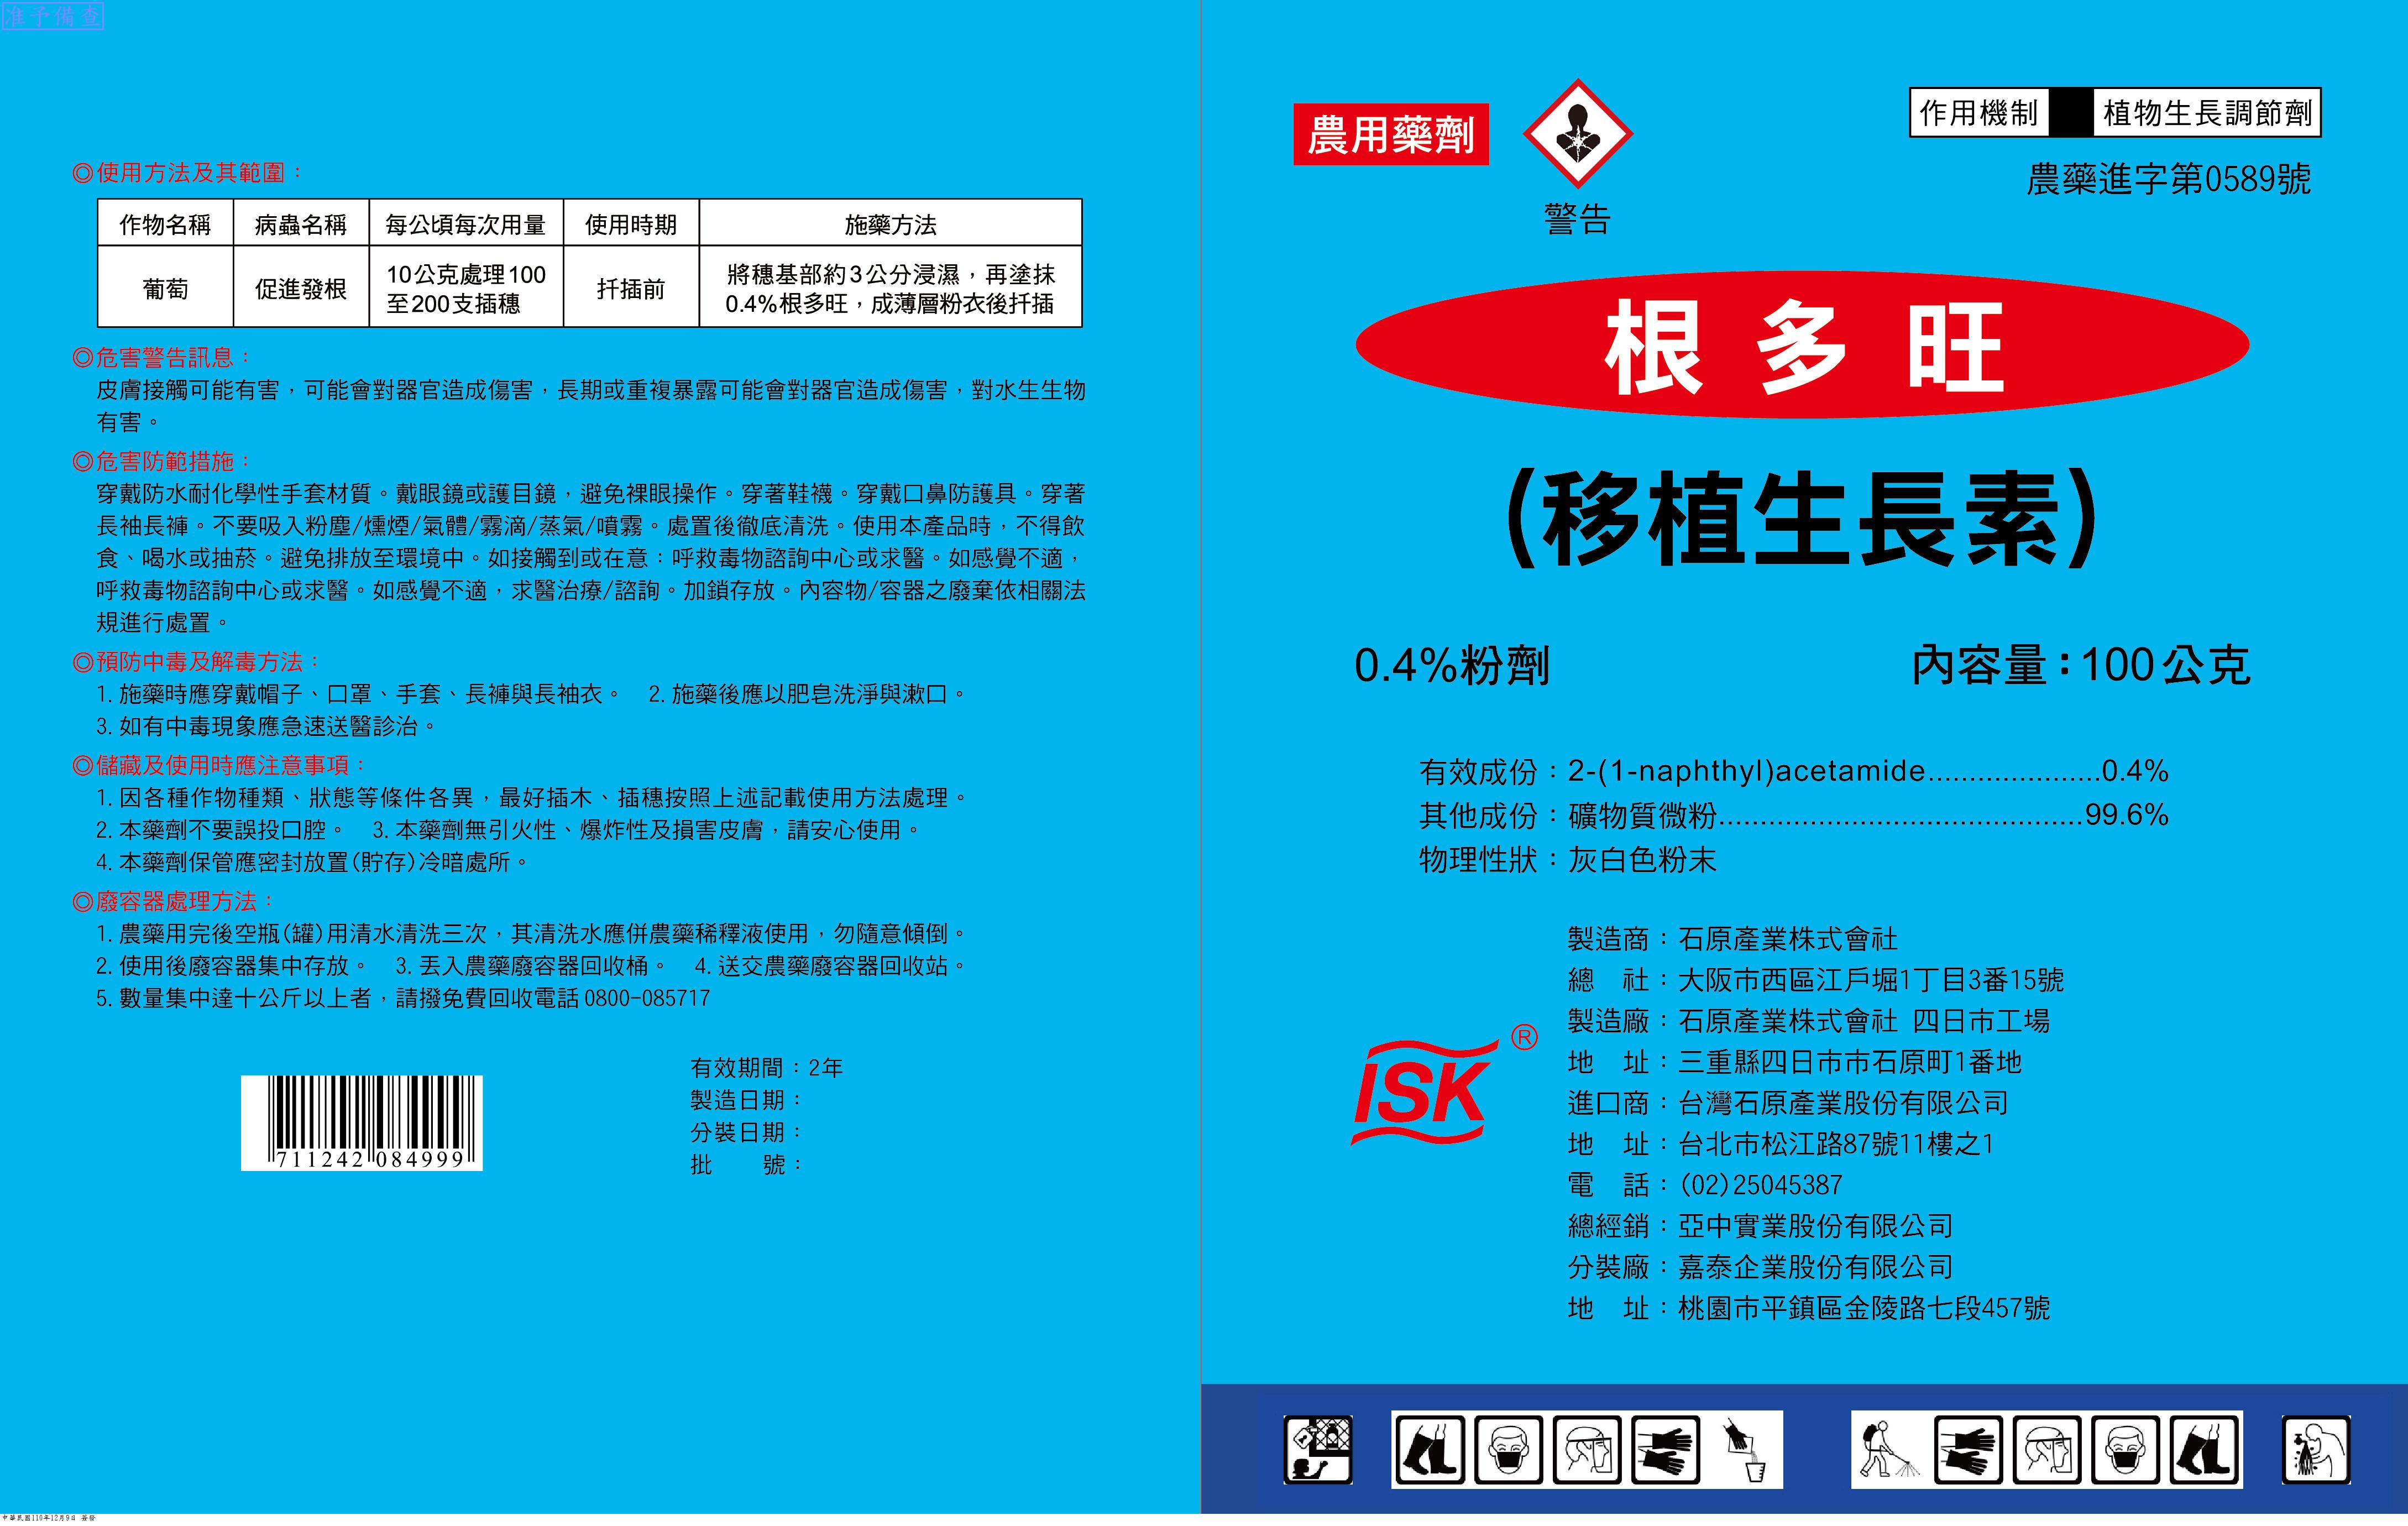 准予備查
◎使用方法及其範圍：
作物名稱 病蟲名稱 每公頃每次用量 使用時期 施藥方法
葡萄 促進發根 10公克處理100至200支插穗 扦插前 將穗基部約3公分浸濕，再塗抹0.4%根多旺，成薄層粉衣後扦插
◎危害警告訊息：
皮膚接觸可能有害，可能會對器官造成傷害，長期或重複暴露可能會對器官造成傷害，對水生生物
有害。
◎危害防範措施：
穿戴防水耐化學性手套材質。戴眼鏡或護目鏡，避免裸眼操作。穿著鞋襪。穿戴口鼻防護具。穿著
長袖長褲。不要吸入粉塵/燻煙/氣體/霧滴/蒸氣/噴霧。處置後徹底清洗。使用本產品時，不得飲
食、喝水或抽菸。避免排放至環境中。如接觸到或在意：呼救毒物諮詢中心或求醫。如感覺不適，
呼救毒物諮詢中心或求醫。如感覺不適，求醫治療/諮詢。加鎖存放。內容物/容器之廢棄依相關法
規進行處置。
◎預防中毒及解毒方法：
1. 施藥時應穿戴帽子、口罩、手套、長褲與長袖衣。 2. 施藥後應以肥皂洗淨與漱口。
3. 如有中毒現象應急速送醫診治。
◎儲藏及使用時應注意事項：
1. 因各種作物種類、狀態等條件各異，最好插木、插穗按照上述記載使用方法處理。
2. 本藥劑不要誤投口腔。 3. 本藥劑無引火性、爆炸性及損害皮膚，請安心使用。
4. 本藥劑保管應密封放置(貯存)冷暗處所。
◎廢容器處理方法：
1. 農藥用完後空瓶(罐)用清水清洗三次，其清洗水應併農藥稀釋液使用，勿隨意傾倒。
2. 使用後廢容器集中存放。 3. 丟入農藥廢容器回收桶。 4. 送交農藥廢容器回收站。
5. 數量集中達十公斤以上者，請撥免費回收電話 0800-085717
711242 084999
有效期間：2年
製造日期：
分裝日期：
批 號：
中華民國110年12月9日 簽發
農用藥劑
警告
作用機制 植物生長調節劑
農藥進字第0589號
根多旺
(移植生長素)
0.4%粉劑 內容量：100公克
有效成份：2-(1-naphthyl)acetamide.....................0.4%
其他成份：礦物質微粉............................................99.6%
物理性狀：灰白色粉末
製造商：石原產業株式會社
總 社：大阪市西區江戶堀1丁目3番15號
製造廠：石原產業株式會社 四日市工場
地 址：三重縣四日市市石原町1番地
進口商：台灣石原產業股份有限公司
地 址：台北市松江路87號11樓之1
電 話：(02)25045387
總經銷：亞中實業股份有限公司
分裝廠：嘉泰企業股份有限公司
地 址：桃園市平鎮區金陵路七段457號
ISK®